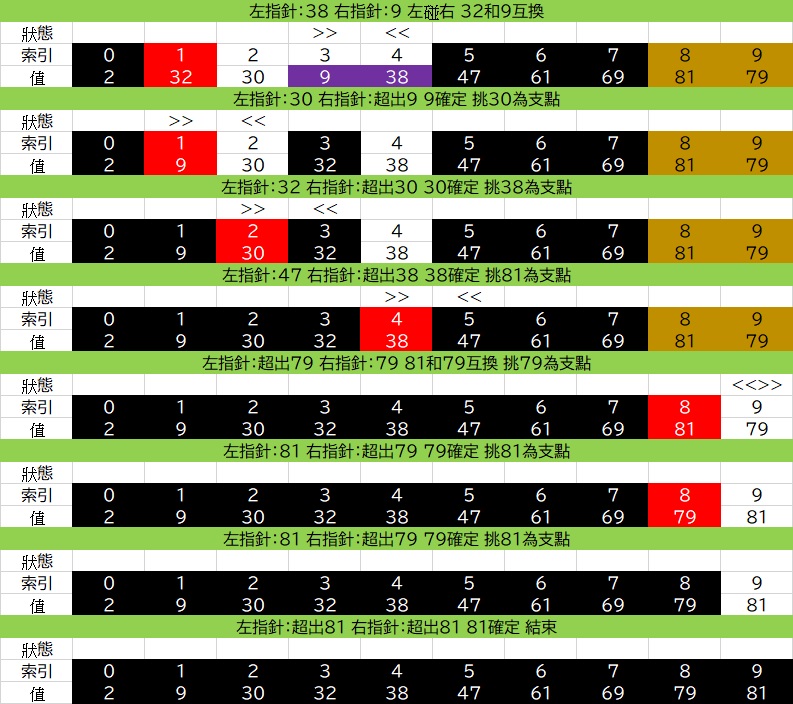 左指針：38 右指針：9 左碰右 32和9互換
狀態 >> <<
索引 0 1 2 3 4 5 6 7 8 9
值 2 32 30 9 38 47 61 69 81 79
左指針：30 右指針：超出9 9確定 挑30為支點
狀態 >> <<
索引 0 1 2 3 4 5 6 7 8 9
值 2 9 30 32 38 47 61 69 81 79
左指針：32 右指針：超出30 30確定 挑38為支點
狀態 >> <<
索引 0 1 2 3 4 5 6 7 8 9
值 2 9 30 32 38 47 61 69 81 79
左指針：47 右指針：超出38 38確定 挑81為支點
狀態 >> <<
索引 0 1 2 3 4 5 6 7 8 9
值 2 9 30 32 38 47 61 69 81 79
左指針：超出79 右指針：79 81和79互換 挑79為支點
狀態 <<>>
索引 0 1 2 3 4 5 6 7 8 9
值 2 9 30 32 38 47 61 69 81 79
左指針：81 右指針：超出79 79確定 挑81為支點
狀態
索引 0 1 2 3 4 5 6 7 8 9
值 2 9 30 32 38 47 61 69 79 81
左指針：81 右指針：超出79 79確定 挑81為支點
狀態
索引 0 1 2 3 4 5 6 7 8 9
值 2 9 30 32 38 47 61 69 79 81
左指針：超出81 右指針：超出81 81確定 結束
狀態
索引 0 1 2 3 4 5 6 7 8 9
值 2 9 30 32 38 47 61 69 79 81